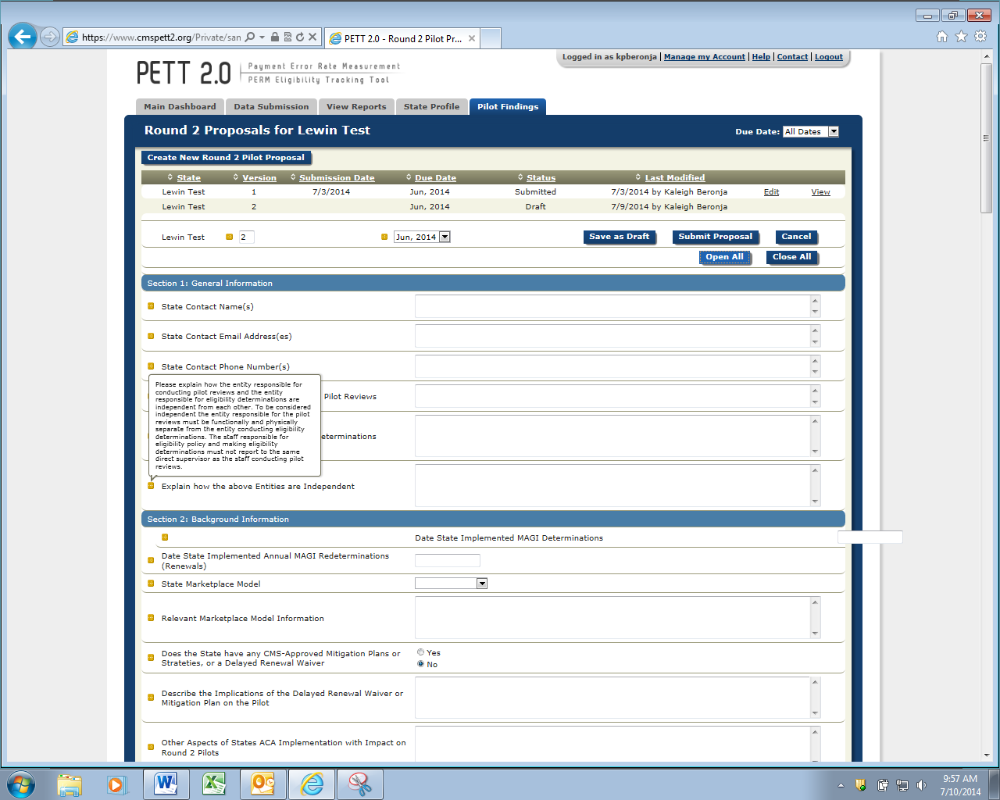 https://www.cmspett2.org/Private/san
PETT 2.0 - Round 2 Pilot Pr...
PETT 2.0
Payment Error Rate Measurement
PERM Eligibility Tracking Tool
Logged in as kpberonja | Manage my Account | Help | Contact | Logout
Main Dashboard
Data Submission
View Reports
State Profile
Pilot Findings
Round 2 Proposals for Lewin Test
Due Date: All Dates
Create New Round 2 Pilot Proposal
State Version Submission Date Due Date Status Last Modified
Lewin Test 1 7/3/2014 Jun, 2014 Submitted 7/3/2014 by Kaleigh Beronja Edit View
Lewin Test 2 Jun, 2014 Draft 7/9/2014 by Kaleigh Beronja
Lewin Test 2 Jun, 2014 Save as Draft Submit Proposal Cancel
Open All Close All
Section 1: General Information
State Contact Name(s)
State Contact Email Address(es)
State Contact Phone Number(s)
Please explain how the entity responsible for
conducting pilot reviews and the entity
responsible for eligibility determinations are
independent from each other. To be considered
independent the entity responsible for the pilot
reviews must be functionally and physically
separate from the entity conducting eligibility
determinations. The staff responsible for
eligibility policy and making eligibility
determinations must not report to the same
direct supervisor as the staff conducting pilot
reviews.
Pilot Reviews
eterminations
Explain how the above Entities are Independent
Section 2: Background Information
Date State Implemented MAGI Determinations
Date State Implemented Annual MAGI Redeterminations
(Renewals)
State Marketplace Model
Relevant Marketplace Model Information
Does the State have any CMS-Approved Mitigation Plans or
Strateties, or a Delayed Renewal Waiver
Yes
No
Describe the Implications of the Delayed Renewal Waiver or
Mitigation Plan on the Pilot
Other Aspects of States ACA Implementation with Impact on
Round 2 Pilots
9:57 AM
7/10/2014